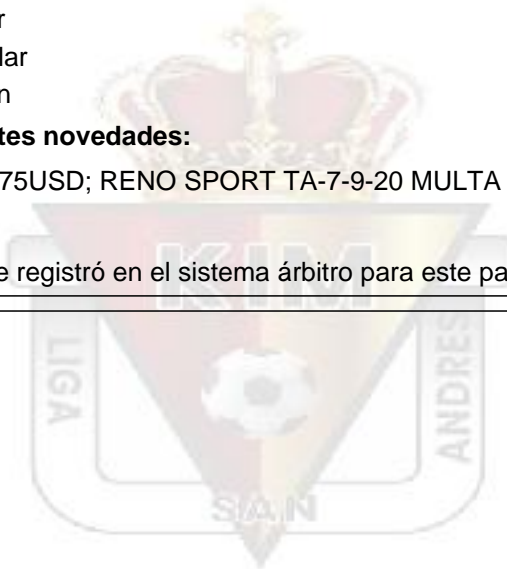 r
lar
n
tes novedades:
75USD; RENO SPORT TA-7-9-20 MULTA
e registró en el sistema árbitro para este pa
KIM
LIGA
ANDRES
SAN